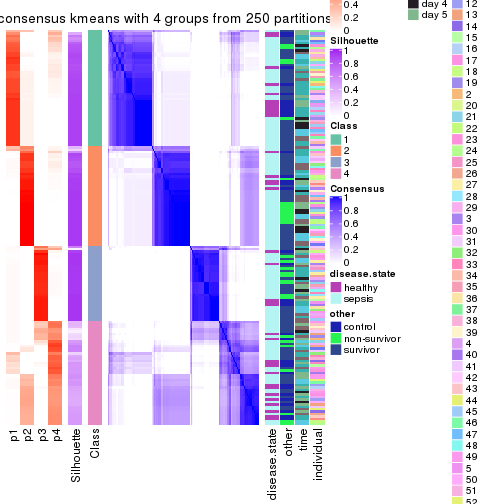 consensus kmeans with 4 groups from 250 partitions
0.4
0.2
0
Silhouette
1
0.8
0.6
0.4
0.2
0
Class
1
2
3
4
Consensus
1
0.8
0.6
0.4
0.2
0
disease.state
healthy
sepsis
other
control
non-survivor
survivor
day 4
day 5
12
13
14
15
16
17
18
19
2
20
21
22
23
24
25
26
27
28
29
3
30
31
32
33
34
35
36
37
38
39
4
40
41
42
43
44
45
46
47
48
49
5
50
51
52
p1
p2
p3
p4
Silhouette
Class
disease.state
other
time
individual